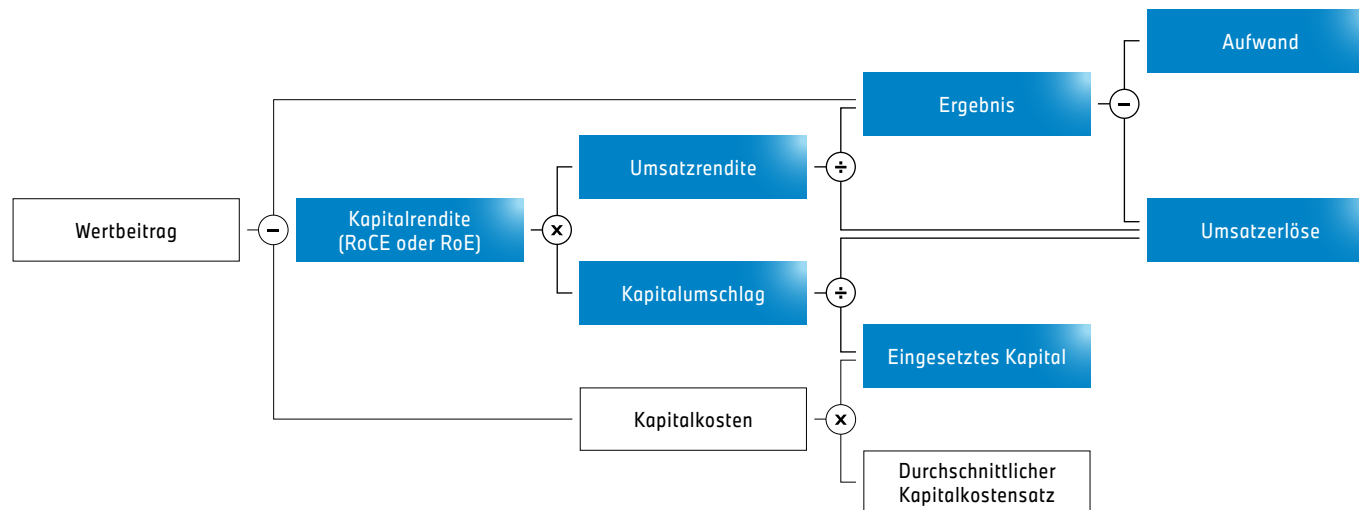 Aufwand
Ergebnis
–
Umsatzrendite
÷
Wertbeitrag
–
Kapitalrendite
(RoCE oder RoE)
x
Umsatzerlöse
Kapitalumschlag
÷
Eingesetztes Kapital
Kapitalkosten
x
Durchschnittlicher
Kapitalkostensatz